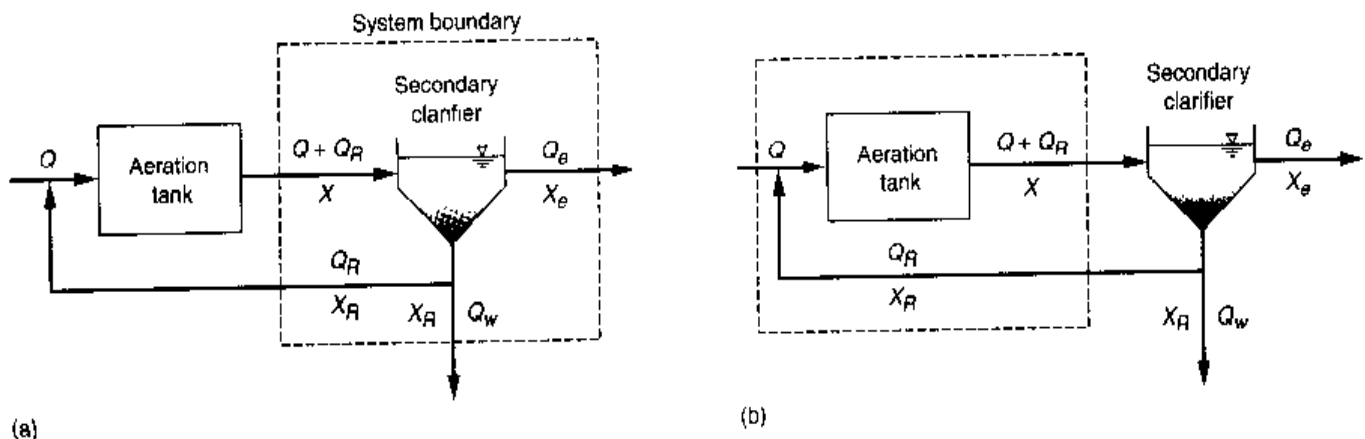 System boundary
Secondary
clanfier
Q
Aeration
tank
Q + Q_R
X
Q_e
X_e
Q_R
X_R
X_R
Q_w
(a)
Secondary
clarifier
Q
Aeration
tank
Q + Q_R
X
Q_e
X_e
Q_R
X_R
X_R
Q_w
(b)